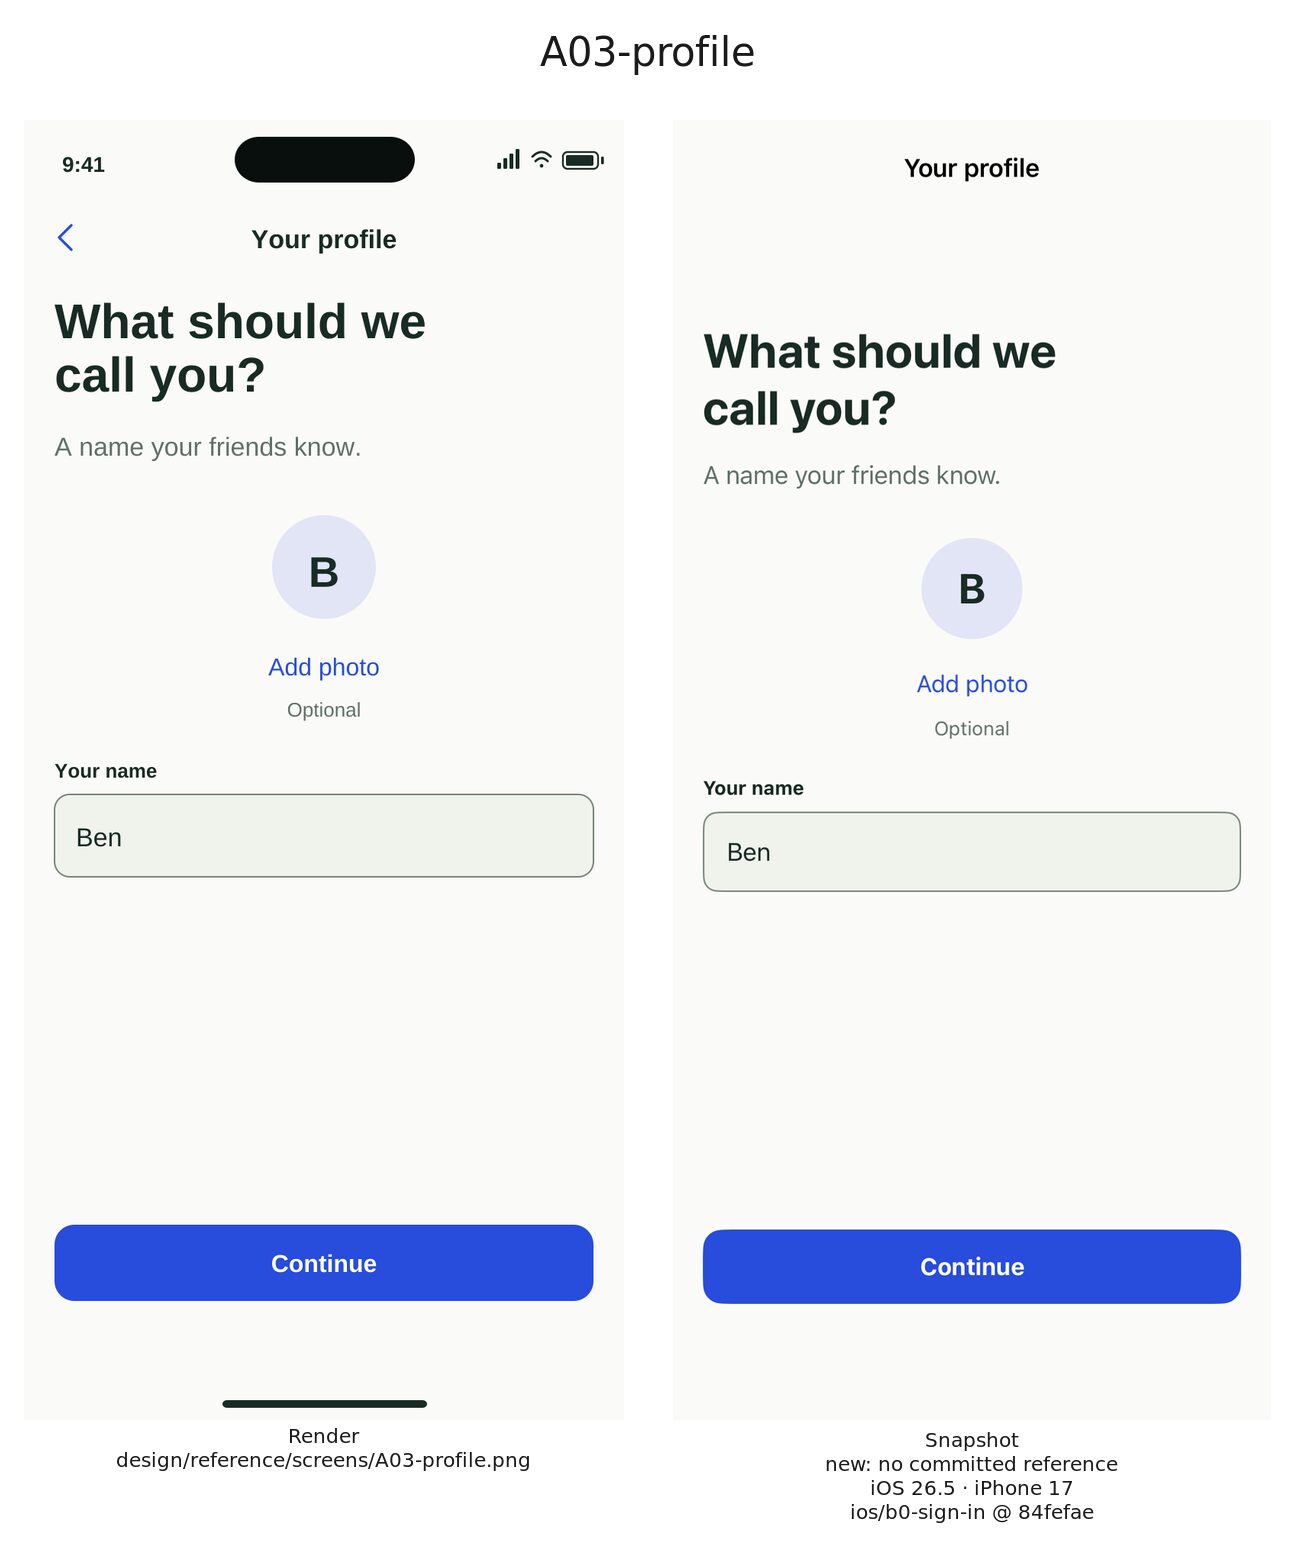 A03-profile
9:41
Your profile
What should we
call you?
A name your friends know.
B
Add photo
Optional
Your name
Ben
Continue
Render
design/reference/screens/A03-profile.png
Your profile
What should we
call you?
A name your friends know.
B
Add photo
Optional
Your name
Ben
Continue
Snapshot
new: no committed reference
iOS 26.5 · iPhone 17
ios/b0-sign-in @ 84fefae